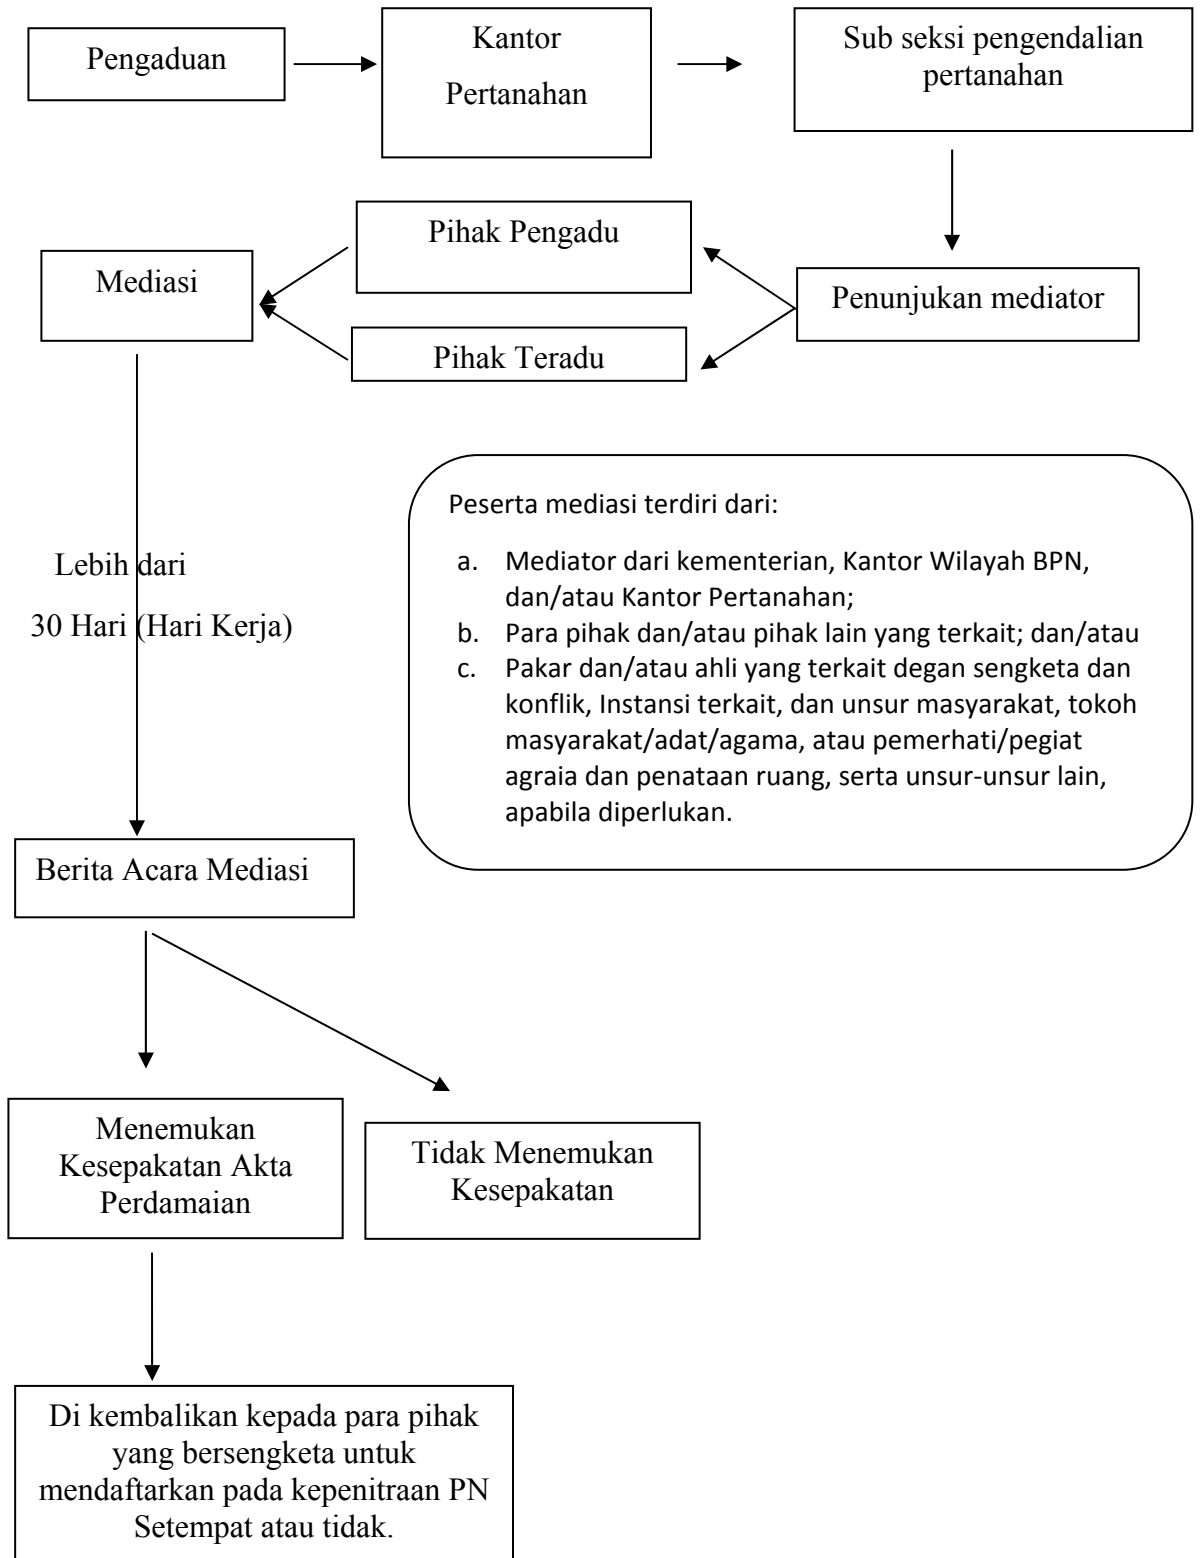 Pengaduan
Kantor
Pertanahan
Sub seksi pengendalian
pertanahan
Pihak Pengadu
Mediasi
Penunjukan mediator
Pihak Teradu
Peserta mediasi terdiri dari:
a. Mediator dari kementerian, Kantor Wilayah BPN,
dan/atau Kantor Pertanahan;
b. Para pihak dan/atau pihak lain yang terkait; dan/atau
c. Pakar dan/atau ahli yang terkait degan sengketa dan
konflik, Instansi terkait, dan unsur masyarakat, tokoh
masyarakat/adat/agama, atau pemerhati/pegiat
agraia dan penataan ruang, serta unsur-unsur lain,
apabila diperlukan.
Lebih dari
30 Hari (Hari Kerja)
Berita Acara Mediasi
Menemukan
Kesepakatan Akta
Perdamaian
Tidak Menemukan
Kesepakatan
Di kembalikan kepada para pihak
yang bersengketa untuk
mendaftarkan pada kepenitraan PN
Setempat atau tidak.